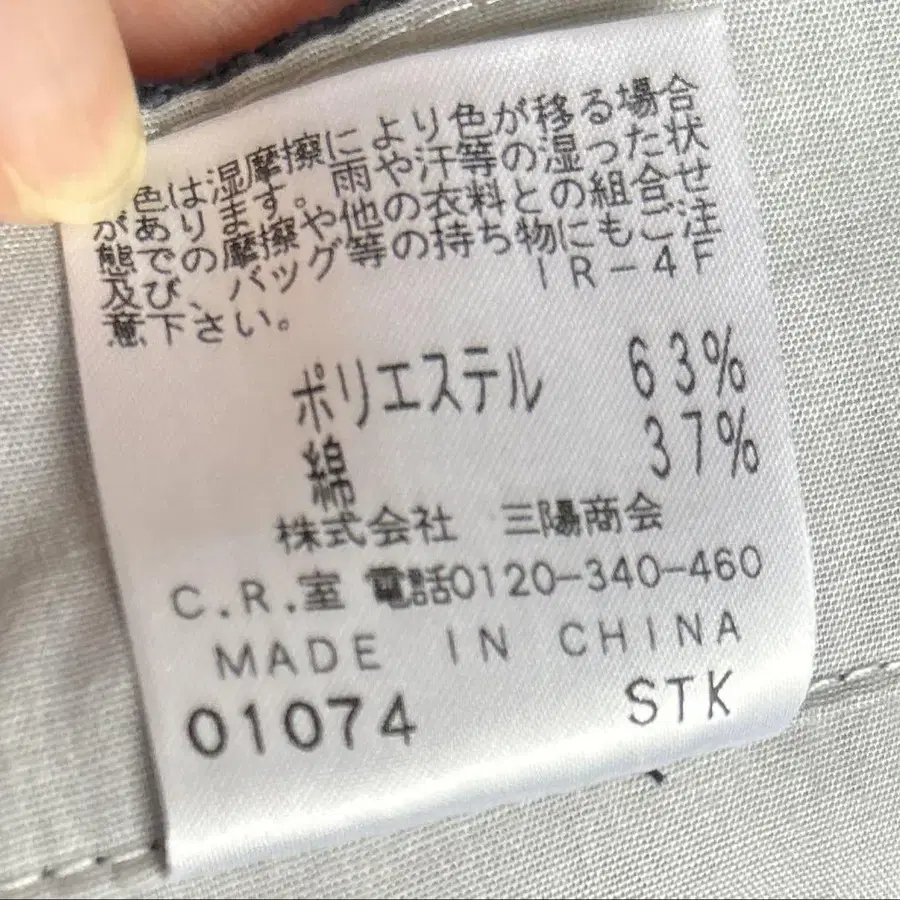 色は湿摩擦により色が移る場合
があります。雨や汗等の湿った状
態での摩擦や他の衣料との組合せ
及び、バッグ等の持ち物にもご注
意下さい。 IR-4F
ポリエステル 63%
綿 37%
株式会社 三陽商会
C.R.室 電話0120-340-460
MADE IN CHINA
01074 STK